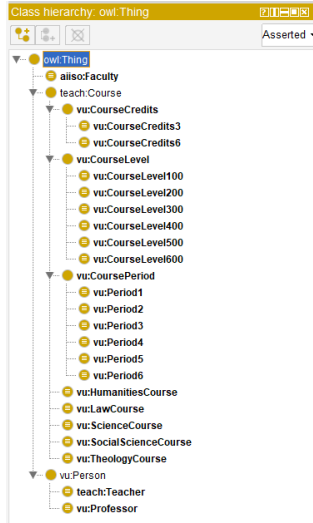 Class hierarchy: owl:Thing
Asserted
owl:Thing
aiiso:Faculty
teach:Course
vu:CourseCredits
vu:CourseCredits3
vu:CourseCredits6
vu:CourseLevel
vu:CourseLevel100
vu:CourseLevel200
vu:CourseLevel300
vu:CourseLevel400
vu:CourseLevel500
vu:CourseLevel600
vu:CoursePeriod
vu:Period1
vu:Period2
vu:Period3
vu:Period4
vu:Period5
vu:Period6
vu:HumanitiesCourse
vu:LawCourse
vu:ScienceCourse
vu:SocialScienceCourse
vu:TheologyCourse
vu:Person
teach:Teacher
vu:Professor